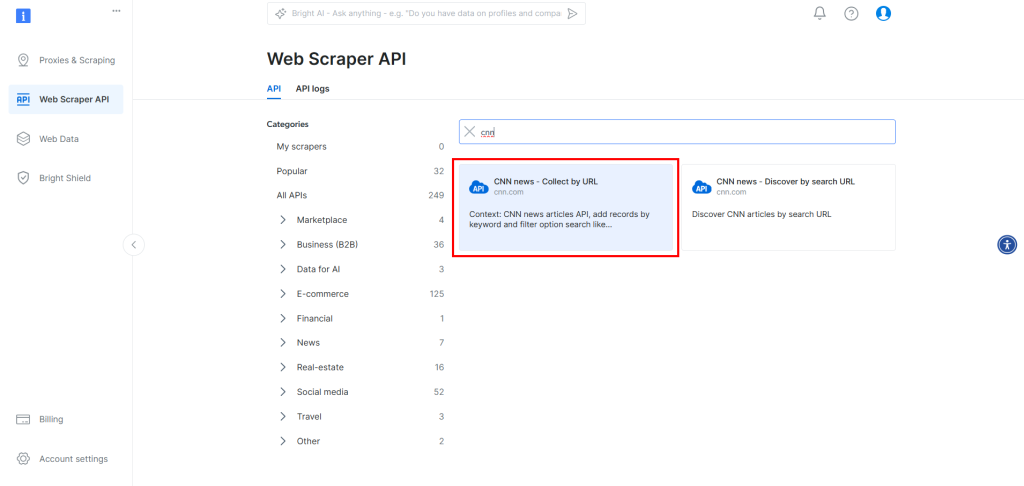 i
...
Bright AI - Ask anything - e.g. "Do you have data on profiles and compa
Proxies & Scraping
API Web Scraper API
Web Data
Bright Shield
Billing
Account settings
Web Scraper API
API API logs
Categories
My scrapers 0
Popular 32
All APIs 249
Marketplace 4
Business (B2B) 36
Data for AI 3
E-commerce 125
Financial 1
News 7
Real-estate 16
Social media 52
Travel 3
Other 2
cnn
API CNN news - Collect by URL
cnn.com
Context: CNN news articles API, add records by
keyword and filter option search like...
API CNN news - Discover by search URL
cnn.com
Discover CNN articles by search URL